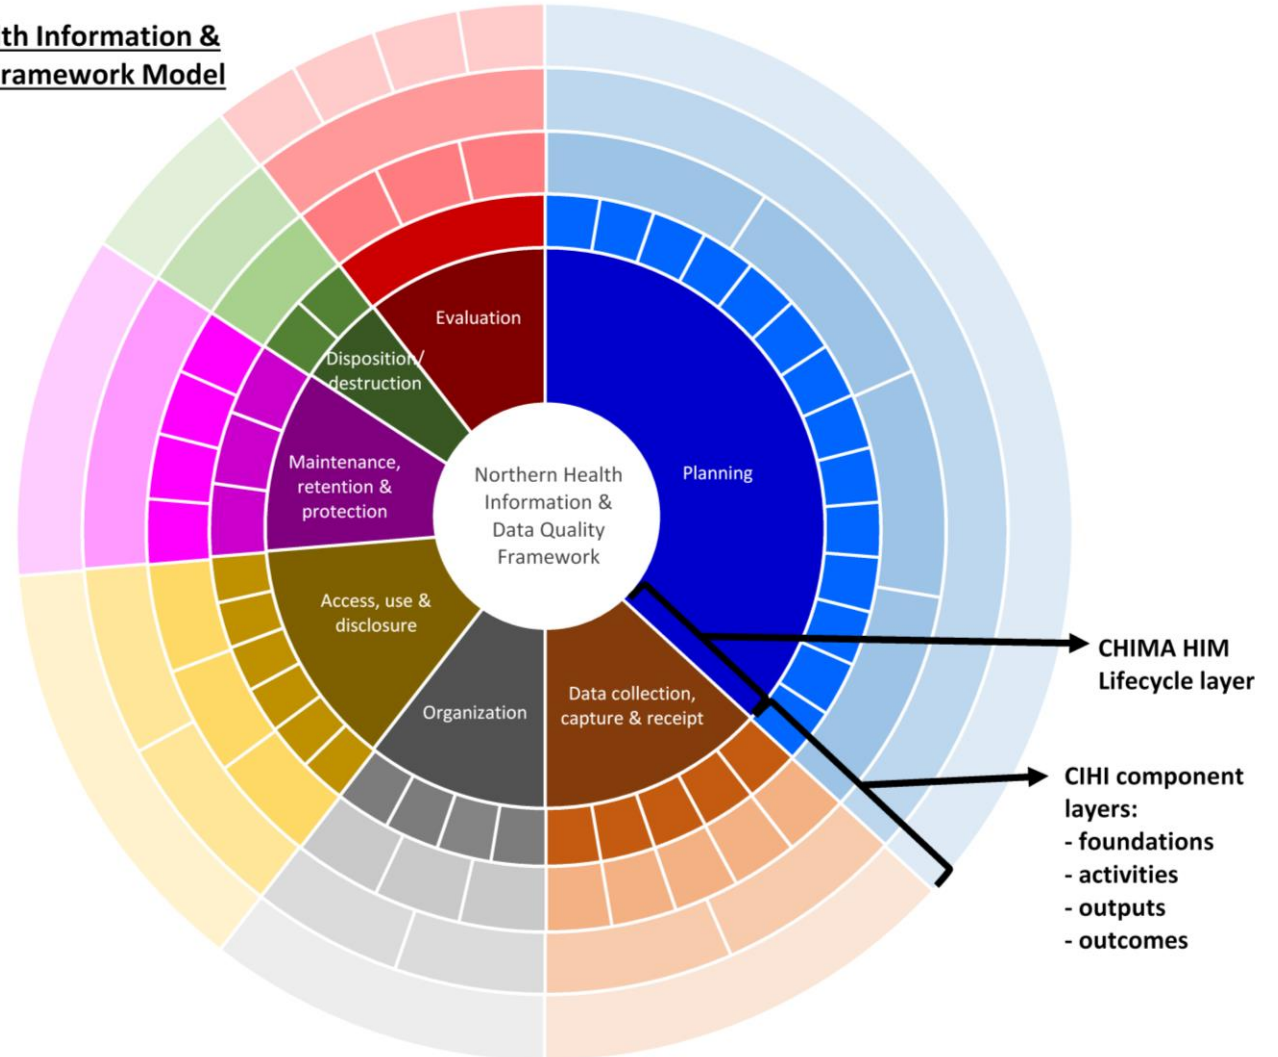 lth Information &
ramework Model
Evaluation
Disposition/
destruction
Maintenance,
retention &
protection
Northern Health
Information &
Data Quality
Framework
Planning
Access, use &
disclosure
Organization
Data collection,
capture & receipt
CHIMA HIM
Lifecycle layer
CIHI component
layers:
- foundations
- activities
- outputs
- outcomes